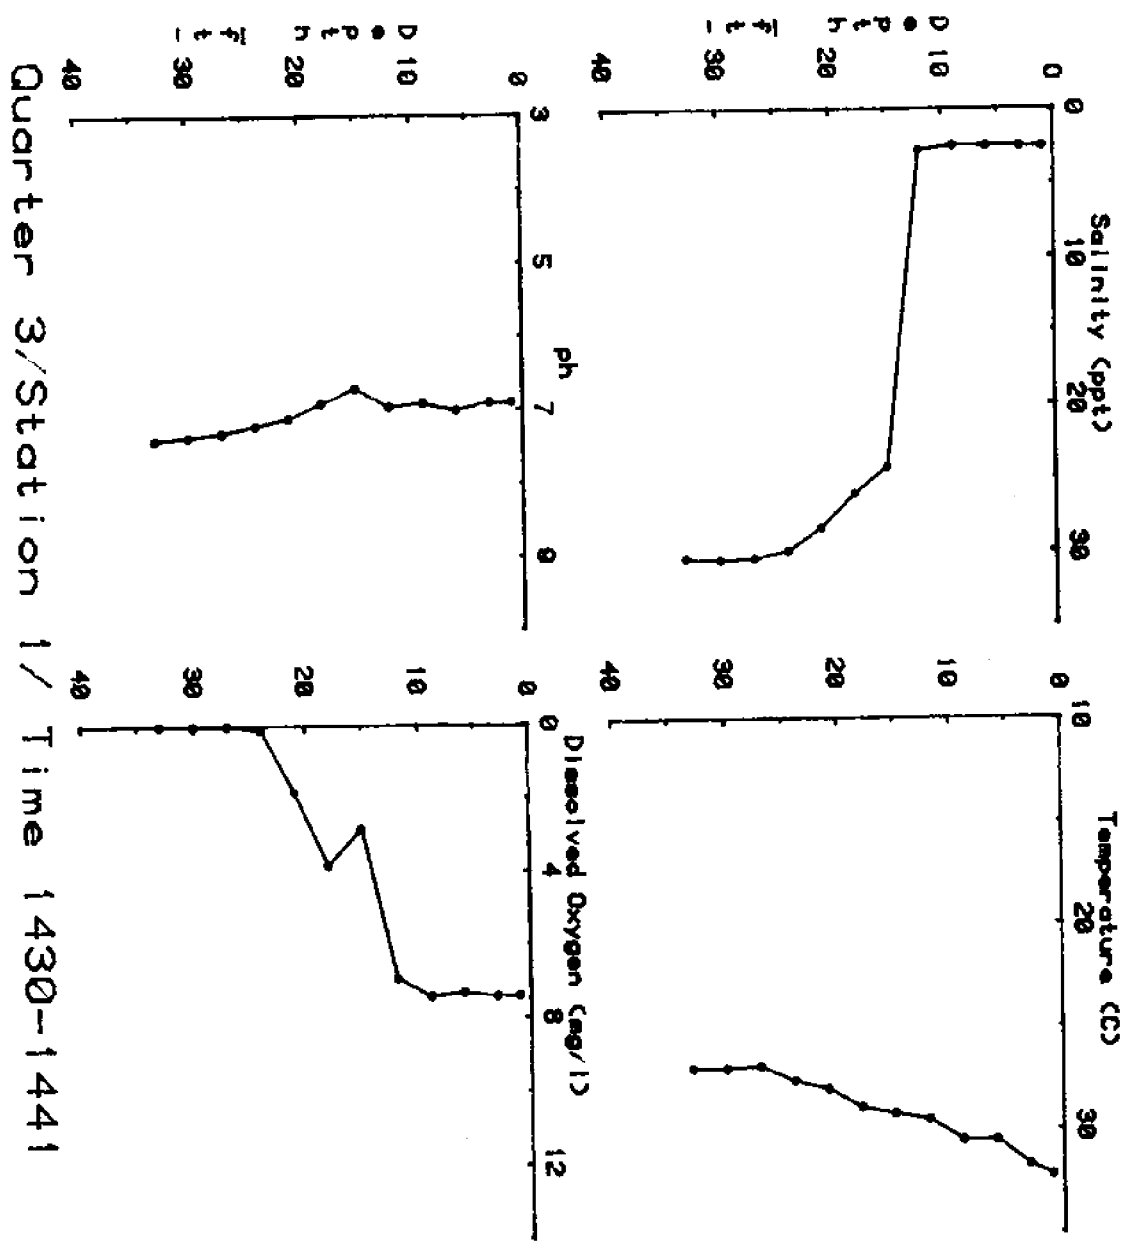 Salinity (ppt)
0 10 20 30
0
10
20
30
40
Depth
-ft-
Temperature (C)
10 20 30
0
10
20
30
40
ph
3 5 7 9
0
10
20
30
40
Depth
-ft-
Dissolved Oxygen (mg/l)
0 4 8 12
0
10
20
30
40
Quarter 3/Station 1/ Time 1430-1441